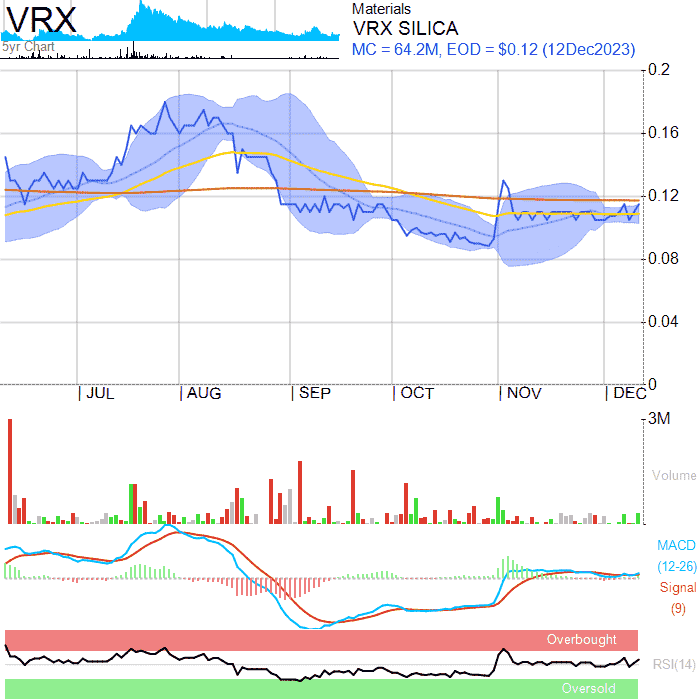 VRX
5yr Chart
Materials
VRX SILICA
MC = 64.2M, EOD = $0.12 (12Dec2023)
0.2
0.16
0.12
0.08
0.04
0
| JUL | AUG | SEP | OCT | NOV | DEC
3M
Volume
MACD
(12-26)
Signal
(9)
Overbought
RSI(14)
Oversold